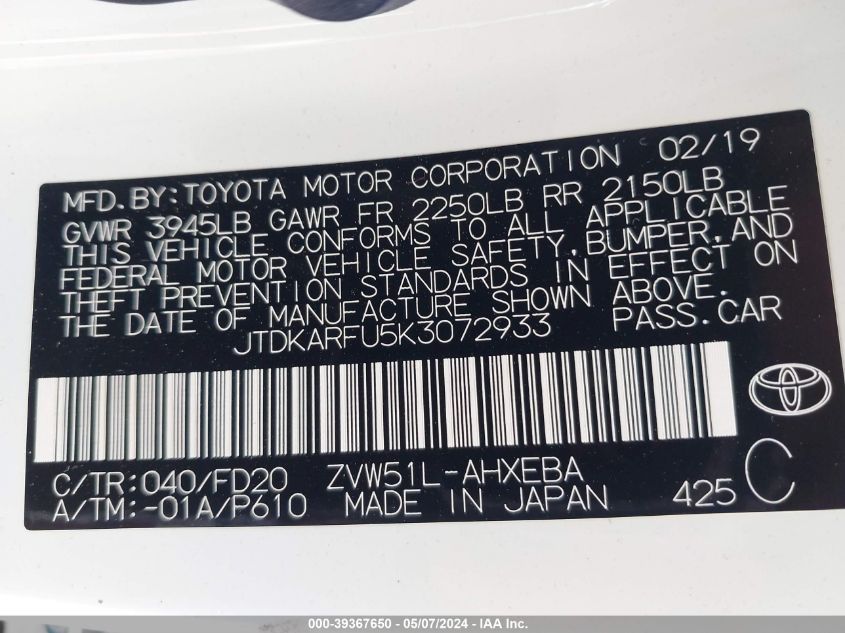 MFD.BY:TOYOTA MOTOR CORPORATION 02/19
GVWR 3945LB GAWR FR 2250LB RR 2150LB
THIS VEHICLE CONFORMS TO ALL APPLICABLE
FEDERAL MOTOR VEHICLE SAFETY,BUMPER,AND
THEFT PREVENTION STANDARDS IN EFFECT ON
THE DATE OF MANUFACTURE SHOWN ABOVE.
JTDKARFU5K3072933 PASS.CAR
C/TR:040/FD20 ZVW51L-AHXEBA
A/TM:-01A/P610 MADE IN JAPAN 425 C
000-39367650 - 05/07/2024 - IAA Inc.